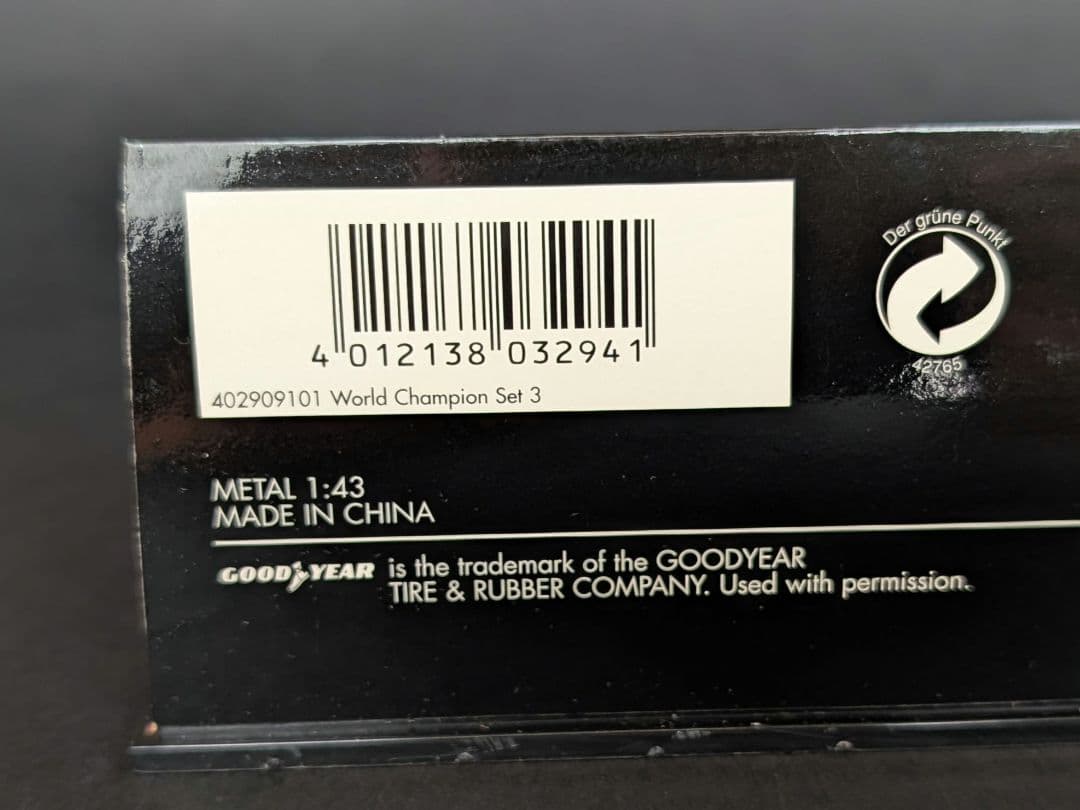 Der grüne Punkt
42765
4 012138 032941
402909101 World Champion Set 3
METAL 1:43
MADE IN CHINA
GOODYEAR is the trademark of the GOODYEAR
TIRE & RUBBER COMPANY. Used with permission.